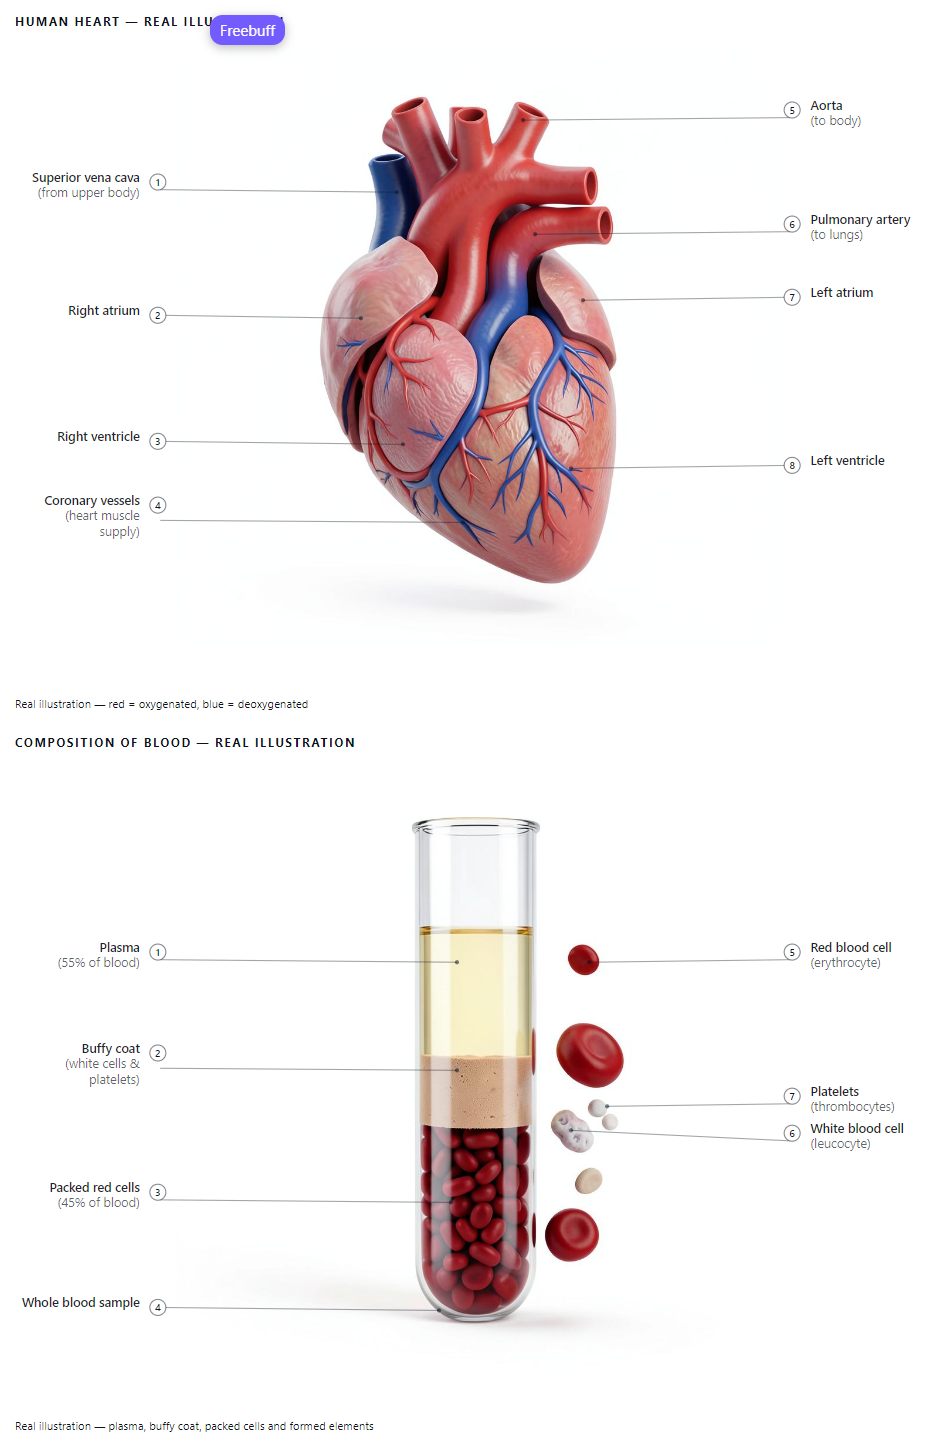 HUMAN HEART — REAL ILLU
Freebuff
Superior vena cava
(from upper body)
1
Right atrium
2
Right ventricle
3
Coronary vessels
(heart muscle
supply)
4
5
Aorta
(to body)
6
Pulmonary artery
(to lungs)
7
Left atrium
8
Left ventricle
Real illustration — red = oxygenated, blue = deoxygenated
COMPOSITION OF BLOOD — REAL ILLUSTRATION
Plasma
(55% of blood)
1
Buffy coat
(white cells &
platelets)
2
Packed red cells
(45% of blood)
3
Whole blood sample
4
5
Red blood cell
(erythrocyte)
7
Platelets
(thrombocytes)
6
White blood cell
(leucocyte)
Real illustration — plasma, buffy coat, packed cells and formed elements